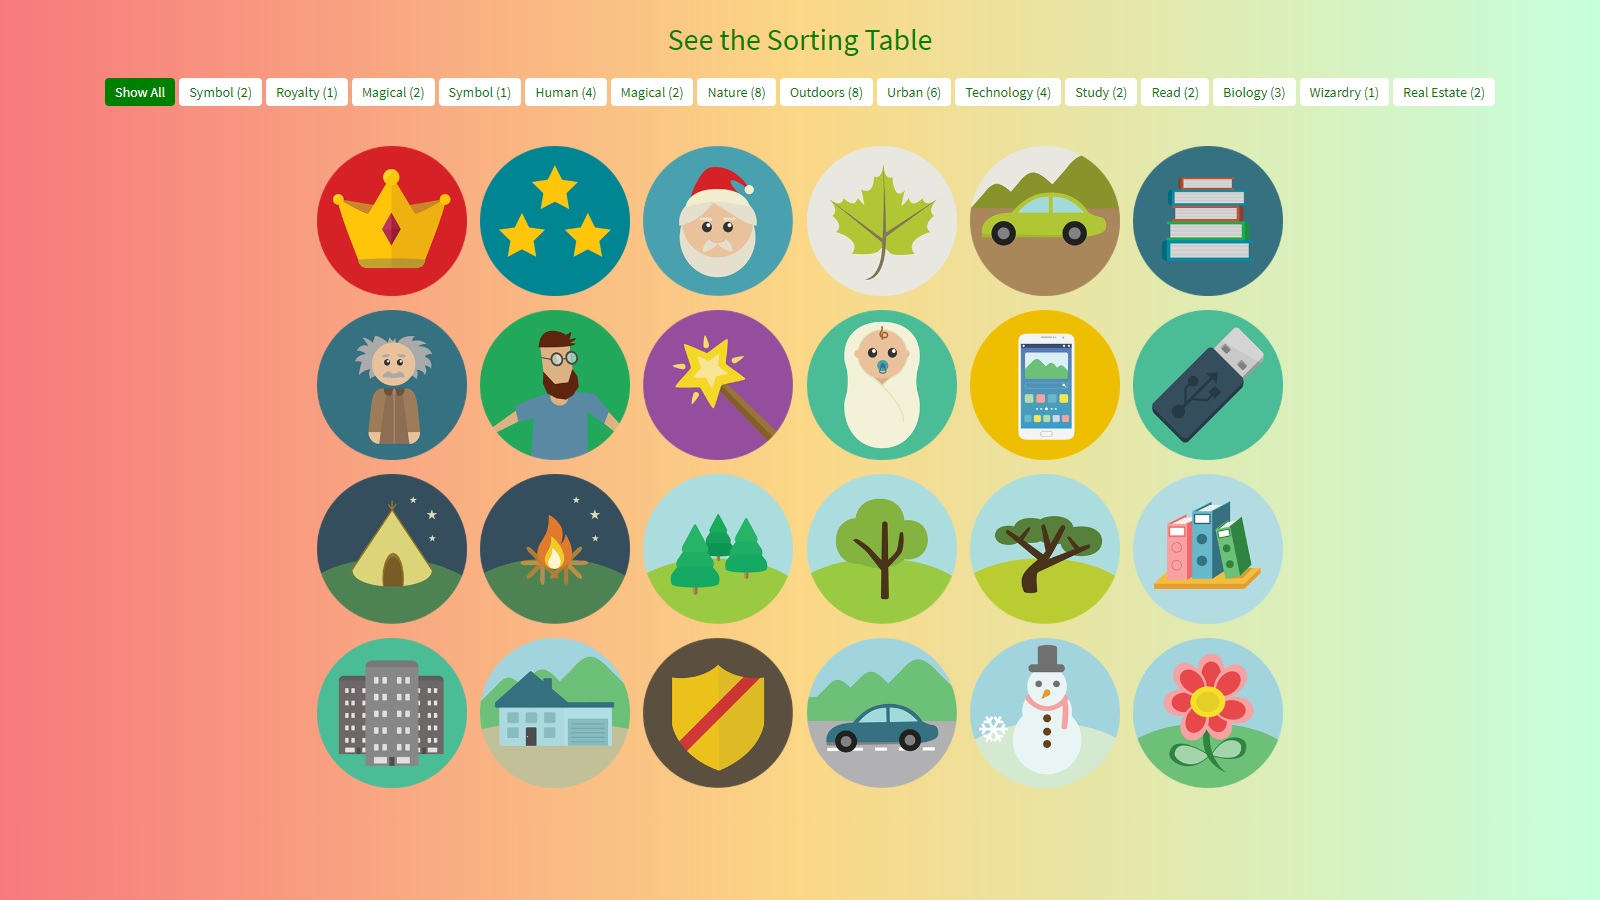 See the Sorting Table
Show All Symbol (2) Royalty (1) Magical (2) Symbol (1) Human (4) Magical (2) Nature (8) Outdoors (8) Urban (6) Technology (4) Study (2) Read (2) Biology (3) Wizardry (1) Real Estate (2)